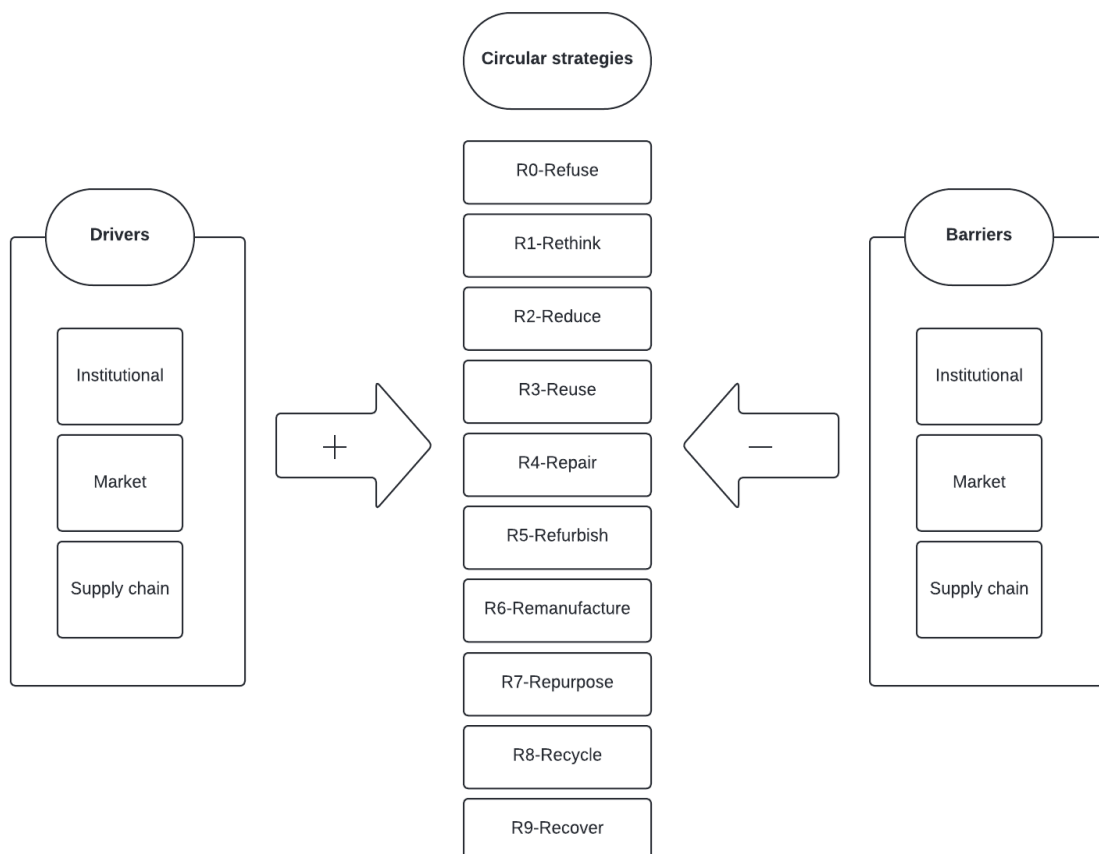 Circular strategies
R0-Refuse
R1-Rethink
R2-Reduce
R3-Reuse
R4-Repair
R5-Refurbish
R6-Remanufacture
R7-Repurpose
R8-Recycle
R9-Recover
Drivers
Institutional
Market
Supply chain
+
Barriers
Institutional
Market
Supply chain
—